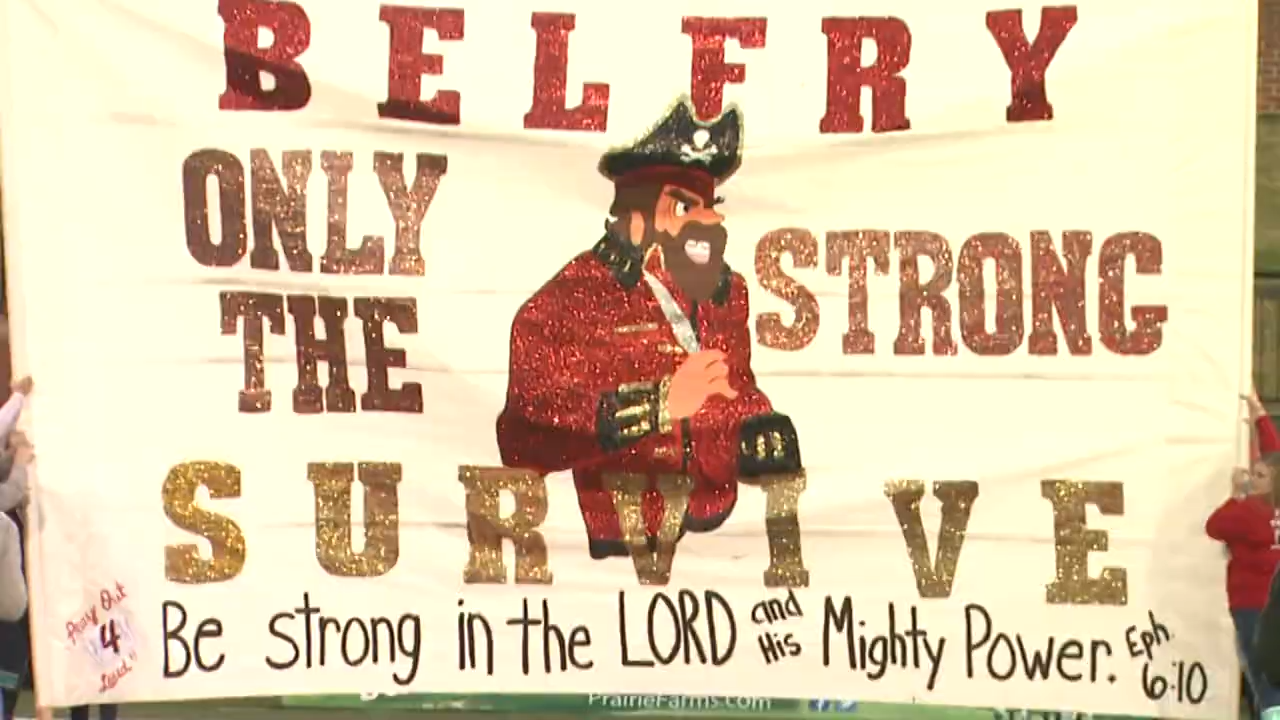 BELFRY
ONLY
THE
STRONG
SURVIVE
Be strong in the LORD and His Mighty Power. Eph. 6:10
Out
4
PrairieFarms.com